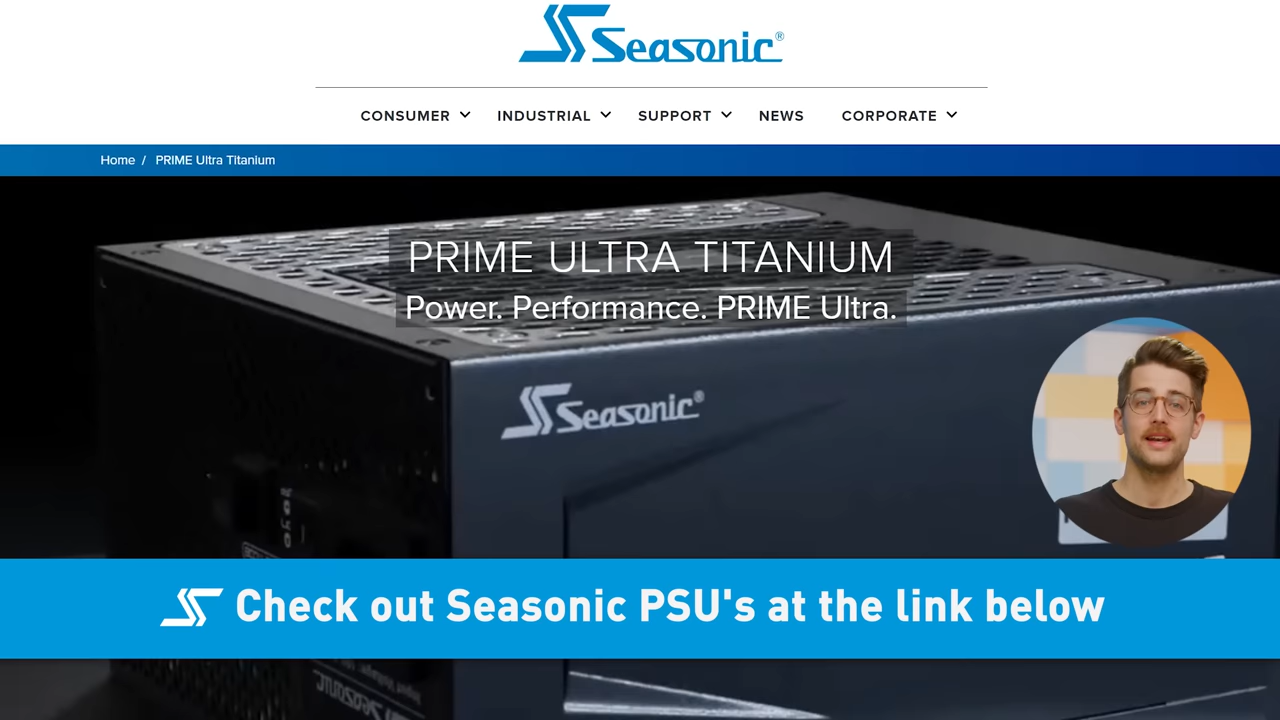 Seasonic®
CONSUMER INDUSTRIAL SUPPORT NEWS CORPORATE
Home / PRIME Ultra Titanium
PRIME ULTRA TITANIUM
Power. Performance. PRIME Ultra.
Seasonic®
Check out Seasonic PSU's at the link below
Seasonic